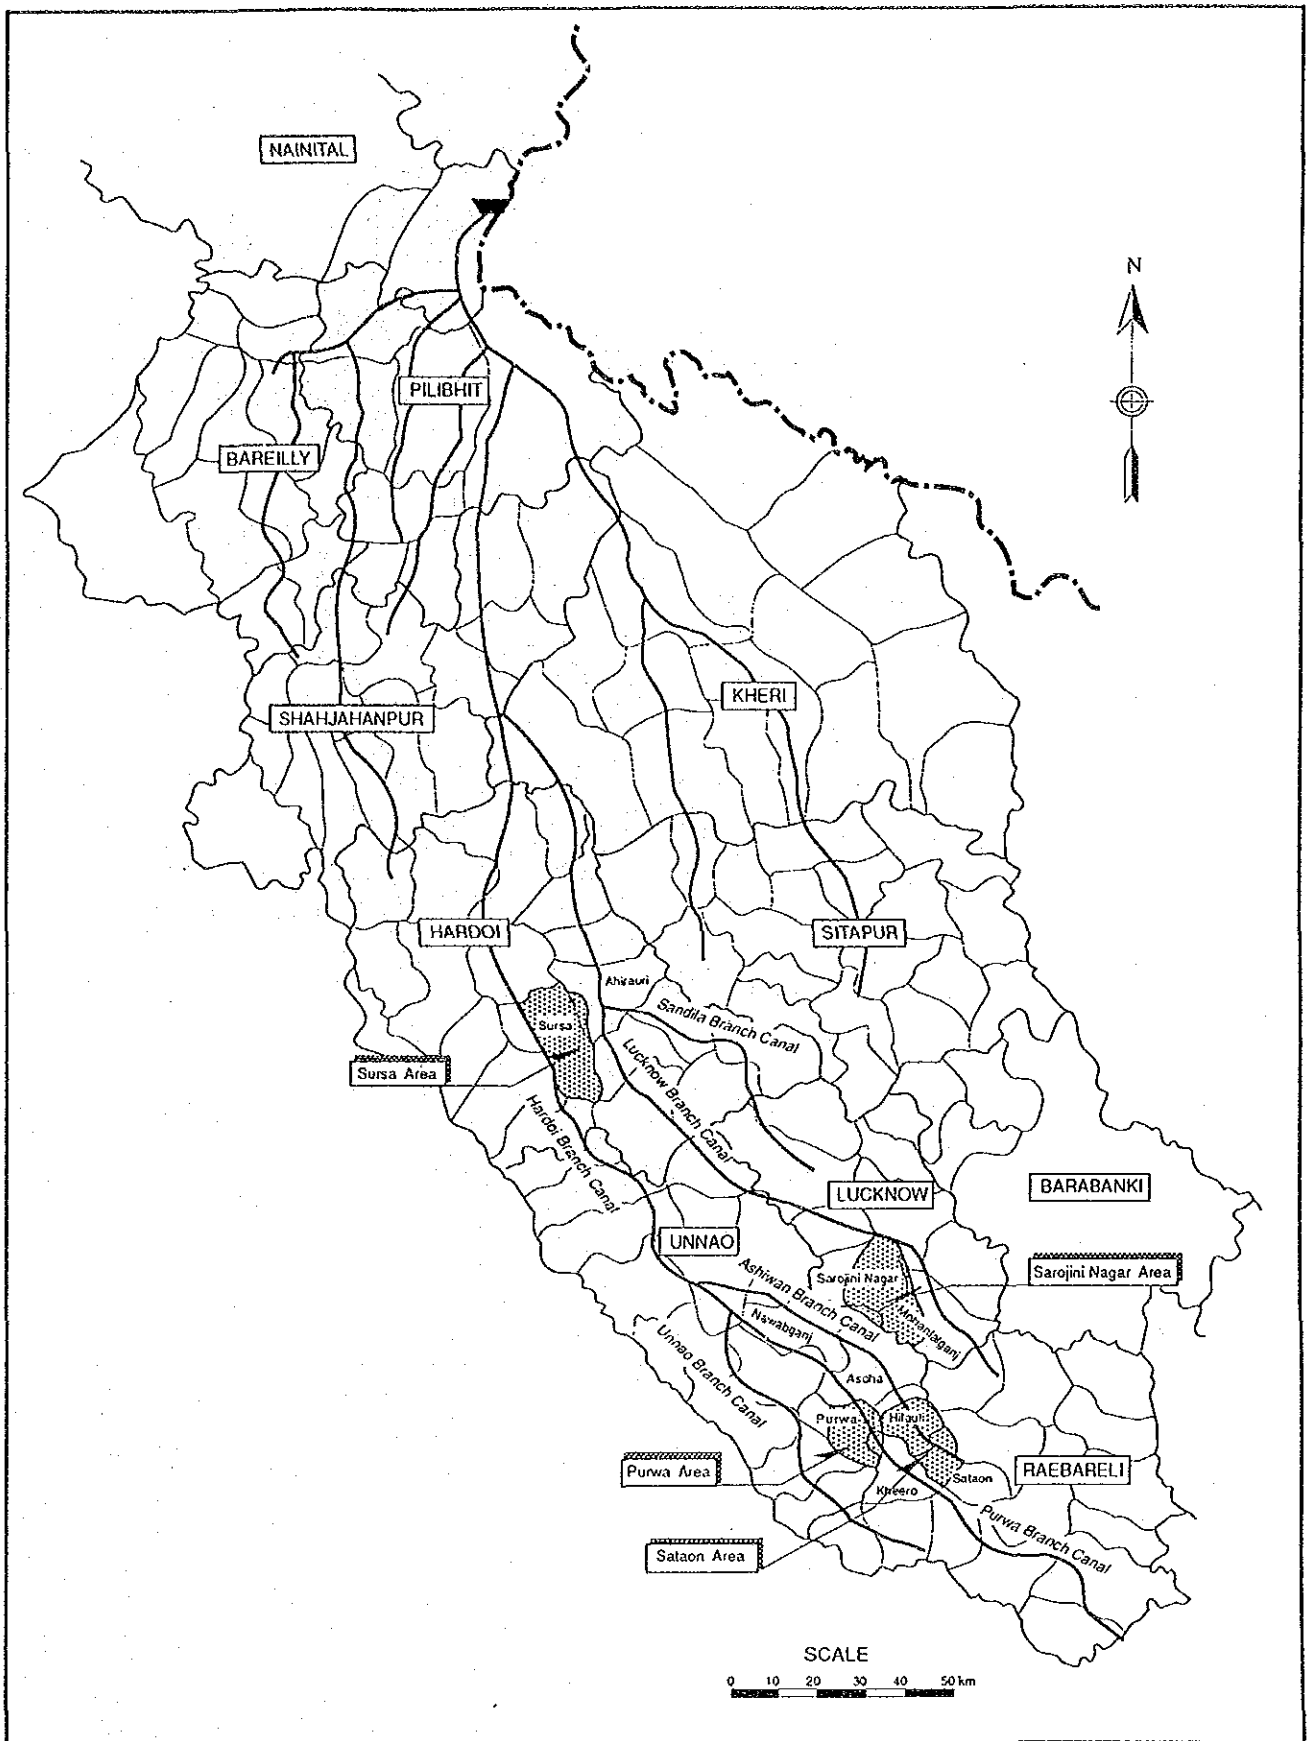 NAINITAL
N
PILIBHIT
BAREILLY
KHERI
SHAHJAHANPUR
HARDOI
SITAPUR
Ahirauri
Sandila Branch Canal
Sursa
Lucknow Branch Canal
Sursa Area
Hardoi Branch Canal
LUCKNOW
BARABANKI
UNNAO
Ashiwan Branch Canal
Sarojini Nagar
Sarojini Nagar Area
Mohanlalganj
Nawabganj
Unnao Branch Canal
Asoha
Purwa
Hilauli
Purwa Area
RAEBARELI
Sataon
Kheero
Purwa Branch Canal
Sataon Area
SCALE
0 10 20 30 40 50 km